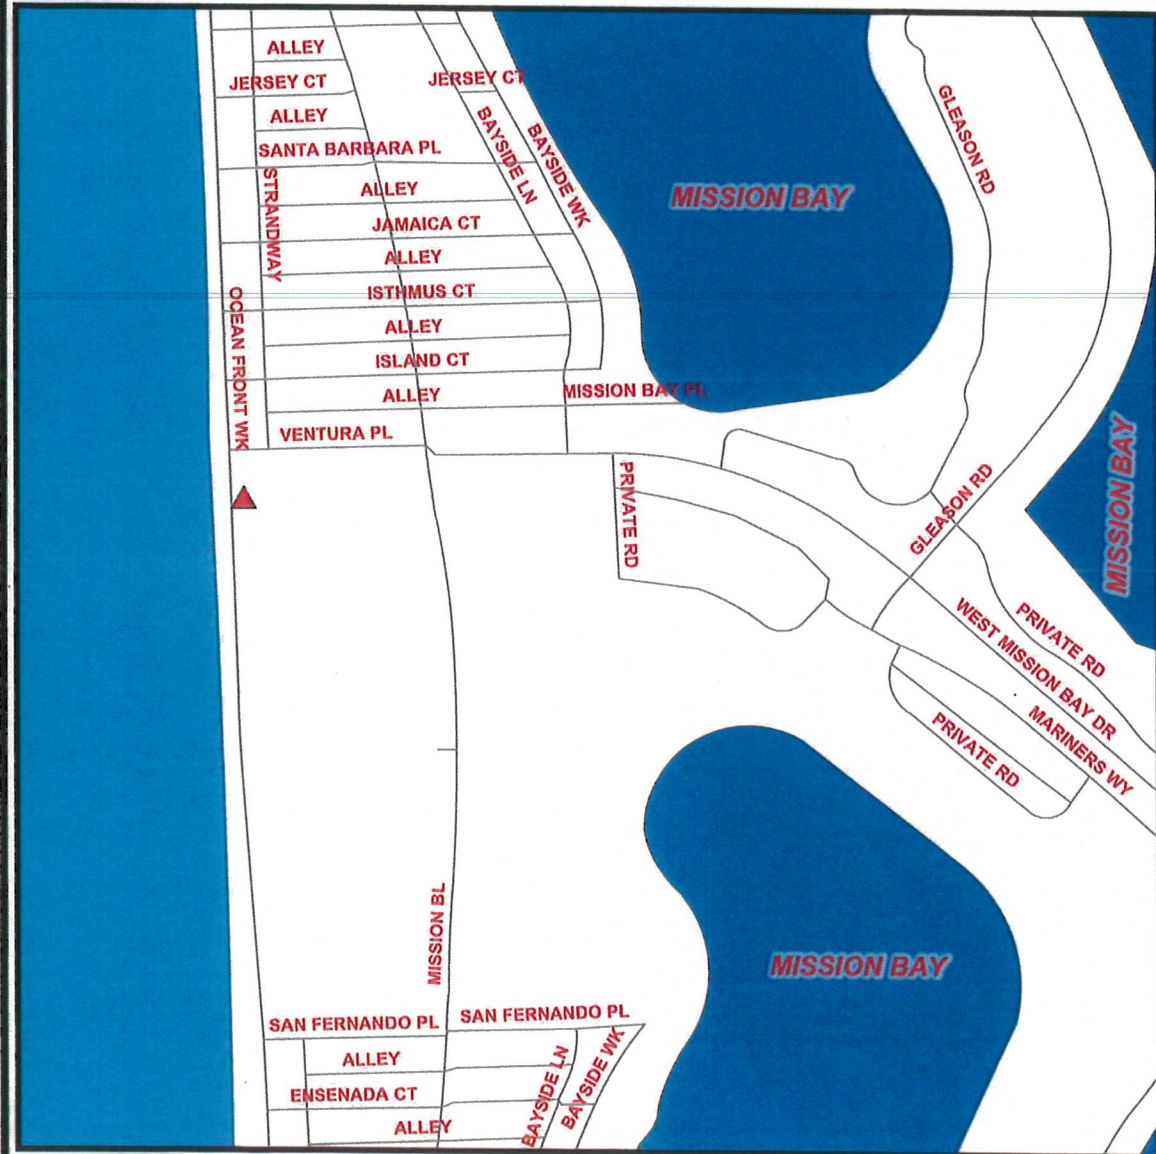 ALLEY
JERSEY CT
JERSEY CT
ALLEY
SANTA BARBARA PL
BAYSIDE LN
BAYSIDE WK
GLEASON RD
MISSION BAY
STRANDWAY
ALLEY
JAMAICA CT
ALLEY
ISTHMUS CT
OCEAN FRONT WK
ALLEY
ISLAND CT
ALLEY
MISSION BAY PL
VENTURA PL
PRIVATE RD
GLEASON RD
MISSION BAY
PRIVATE RD
WEST MISSION BAY DR
MARINERS WY
PRIVATE RD
MISSION BL
MISSION BAY
SAN FERNANDO PL
SAN FERNANDO PL
ALLEY
ENSENADA CT
ALLEY
BAYSIDE LN
BAYSIDE WK